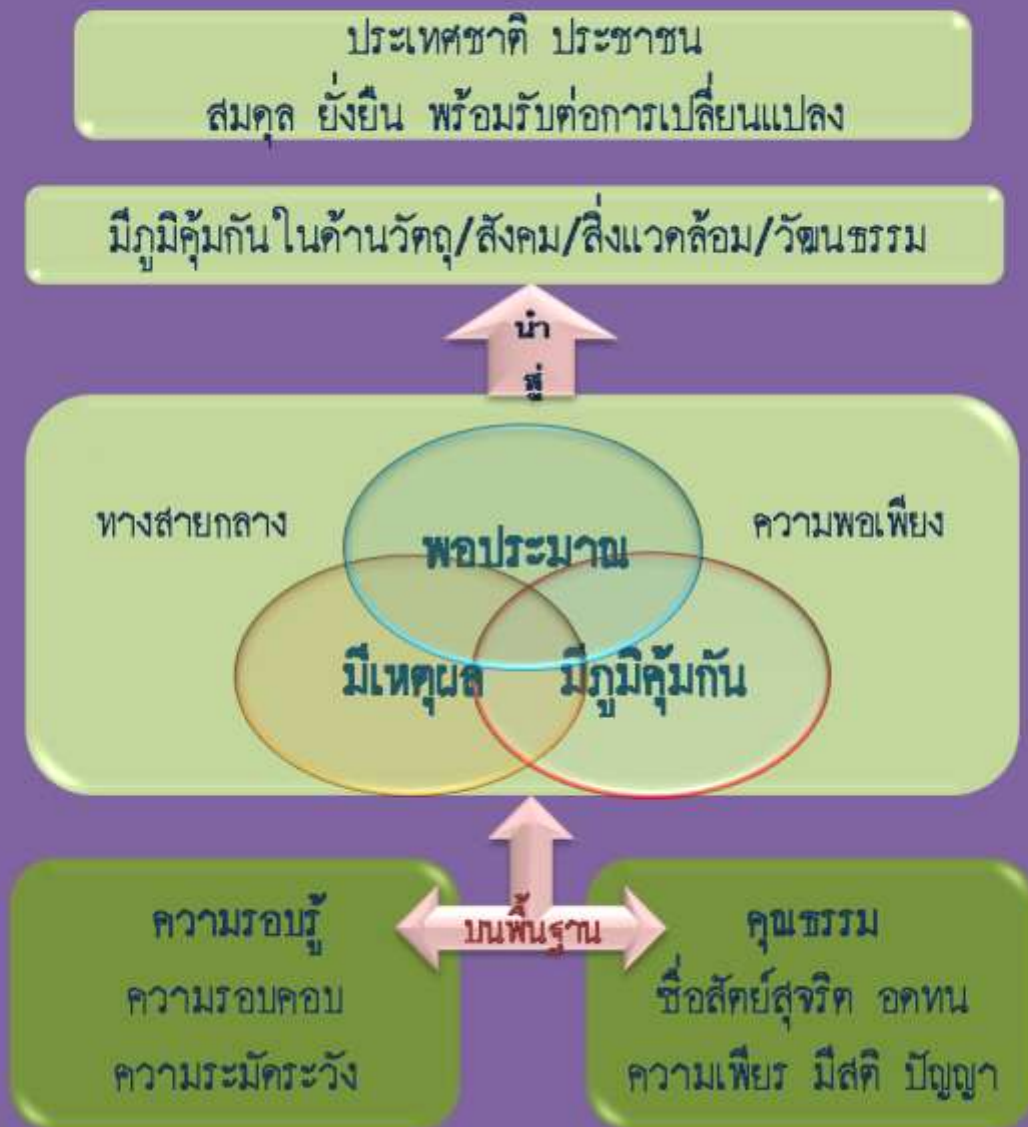 ประเทศชาติ ประชาชน
สมดุล ยั่งยืน พร้อมรับต่อการเปลี่ยนแปลง
มีภูมิคุ้มกันในด้านวัตถุ/สังคม/สิ่งแวดล้อม/วัฒนธรรม
นำ
สู่
ทางสายกลาง
ความพอเพียง
พอประมาณ
มีเหตุผล
มีภูมิคุ้มกัน
บนพื้นฐาน
ความรอบรู้
ความรอบคอบ
ความระมัดระวัง
คุณธรรม
ซื่อสัตย์สุจริต อดทน
ความเพียร มีสติ ปัญญา